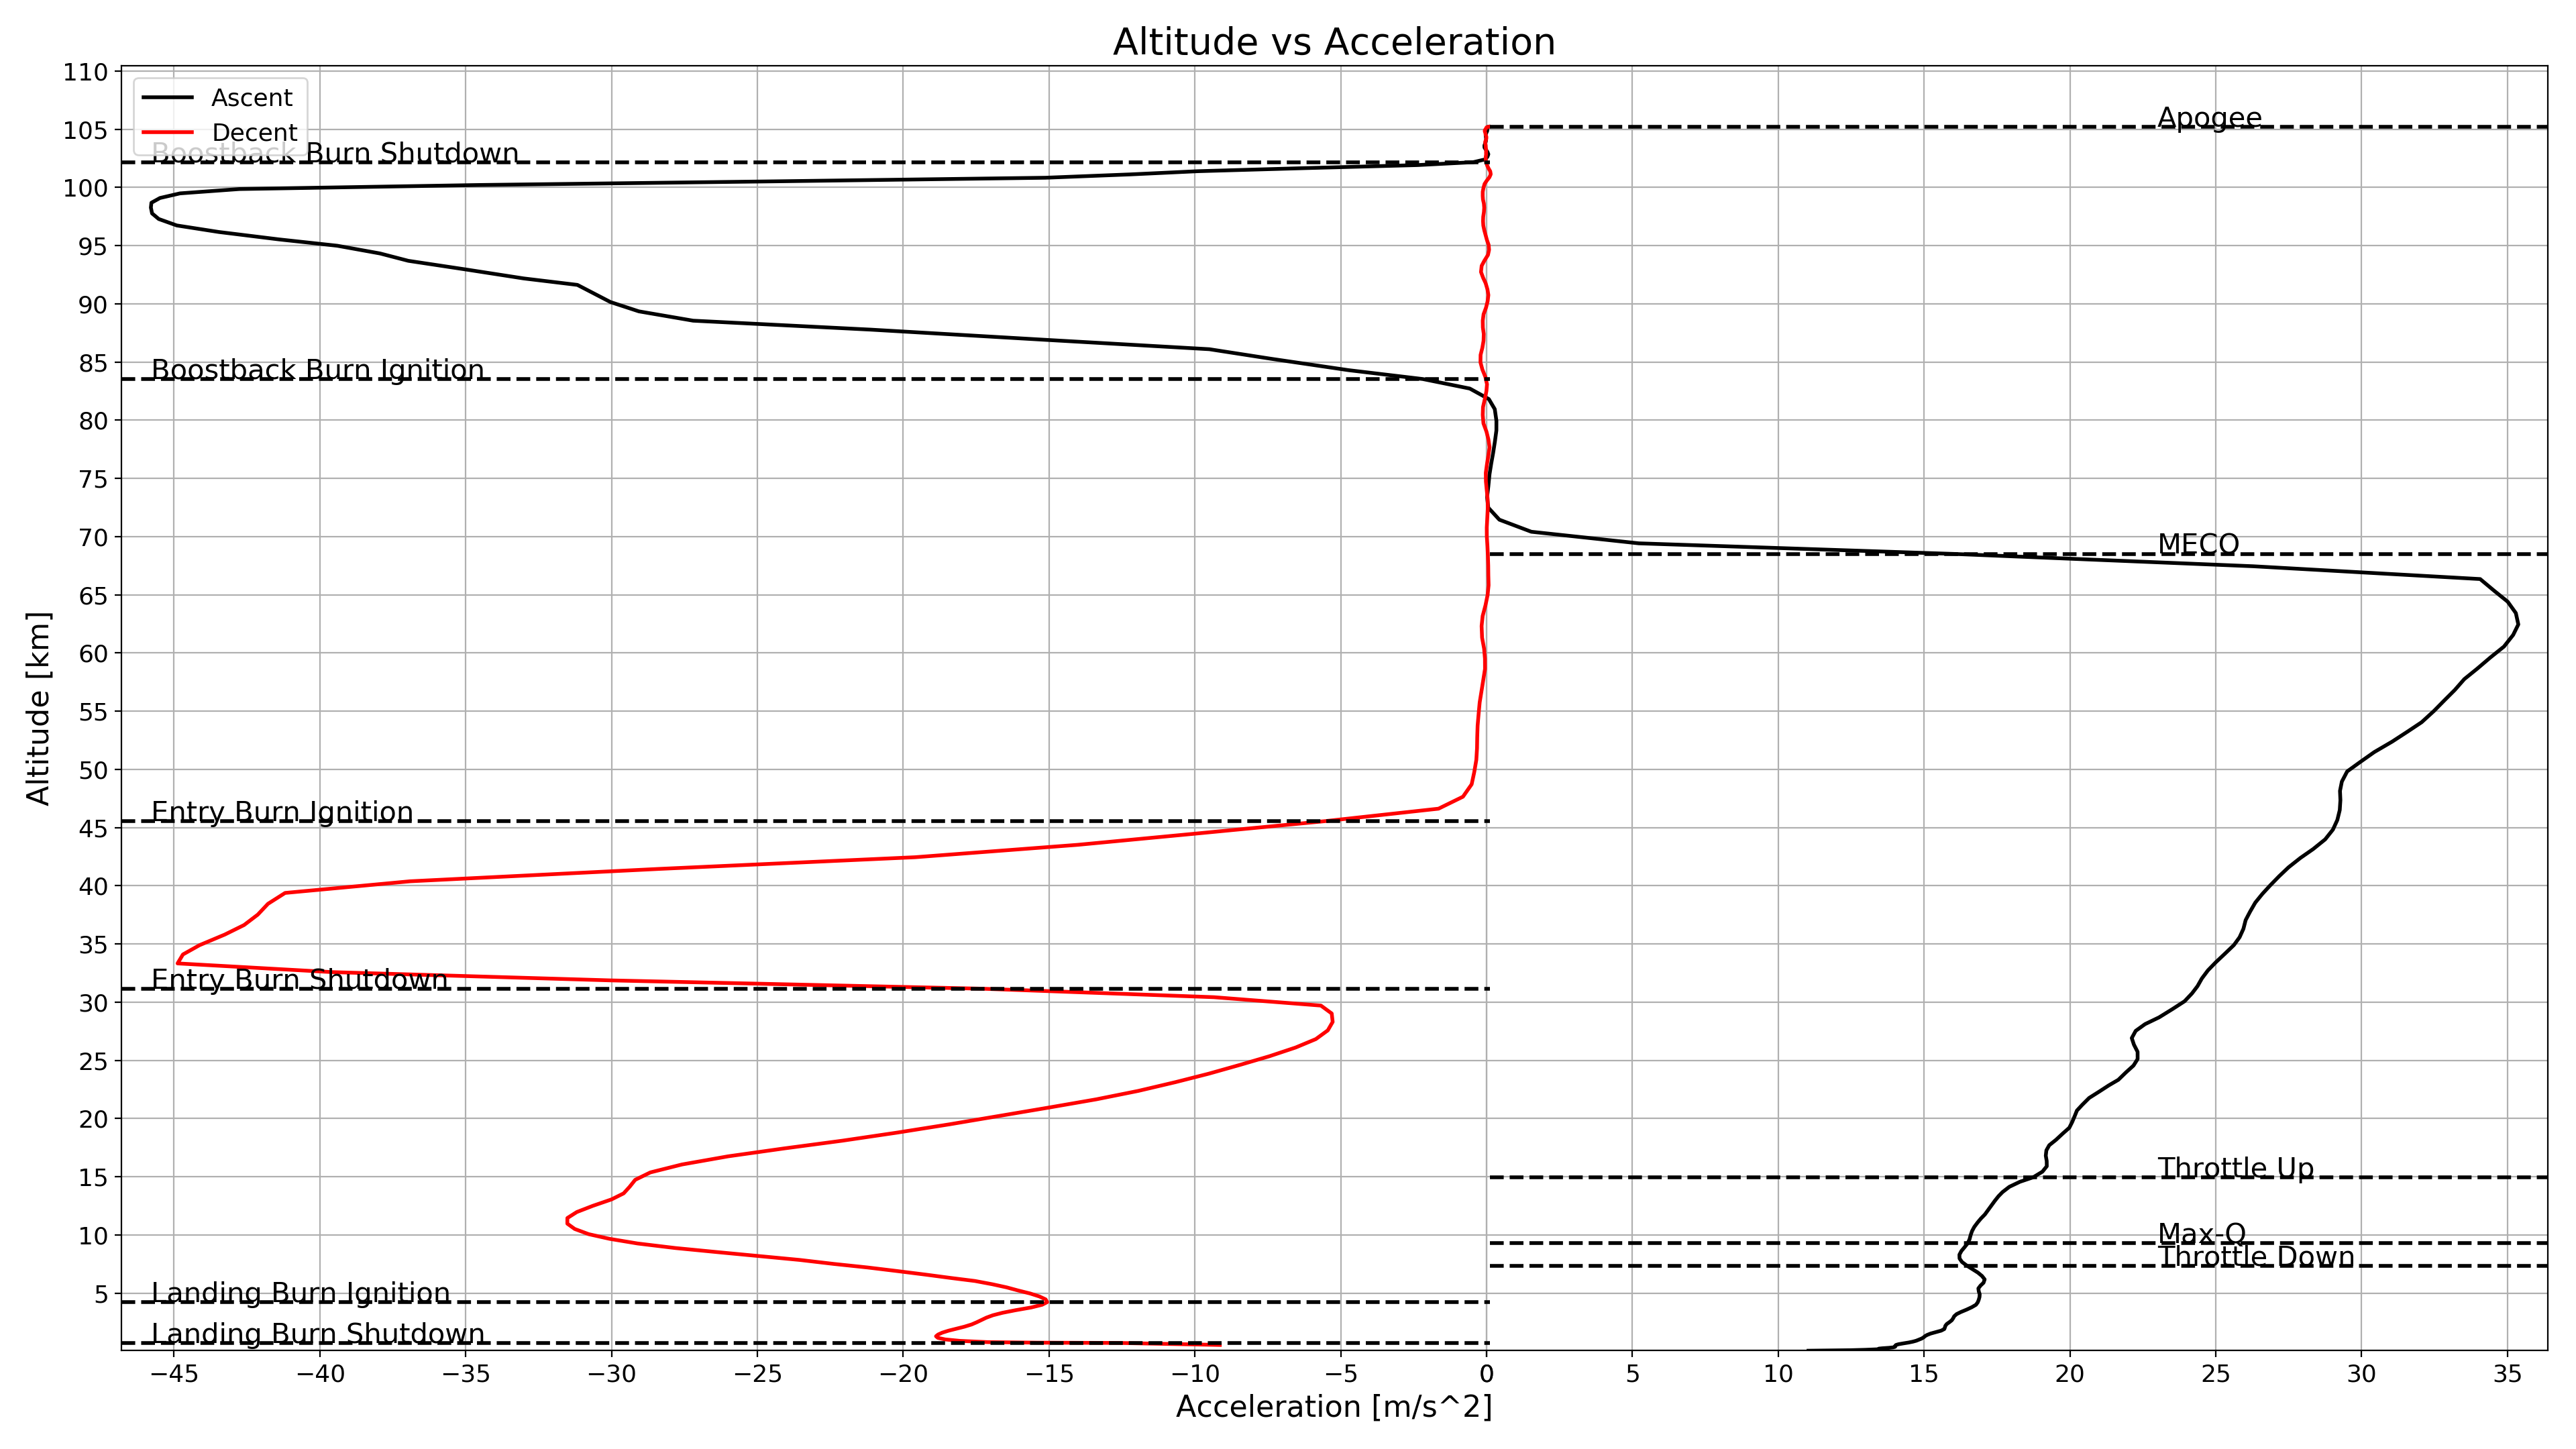 Altitude vs Acceleration
Ascent
Decent
Apogee
Boostback Burn Shutdown
Boostback Burn Ignition
MECO
Entry Burn Ignition
Entry Burn Shutdown
Throttle Up
Max-Q
Throttle Down
Landing Burn Ignition
Landing Burn Shutdown
Altitude [km]
110
105
100
95
90
85
80
75
70
65
60
55
50
45
40
35
30
25
20
15
10
5
−45 −40 −35 −30 −25 −20 −15 −10 −5 0 5 10 15 20 25 30 35
Acceleration [m/s^2]